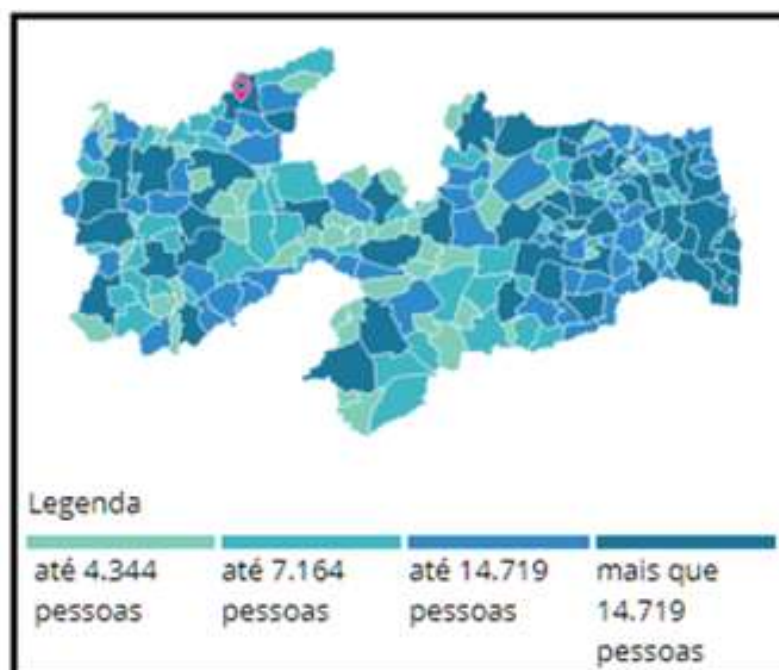 Legenda
até 4.344 até 7.164 até 14.719 mais que
pessoas pessoas pessoas 14.719
pessoas